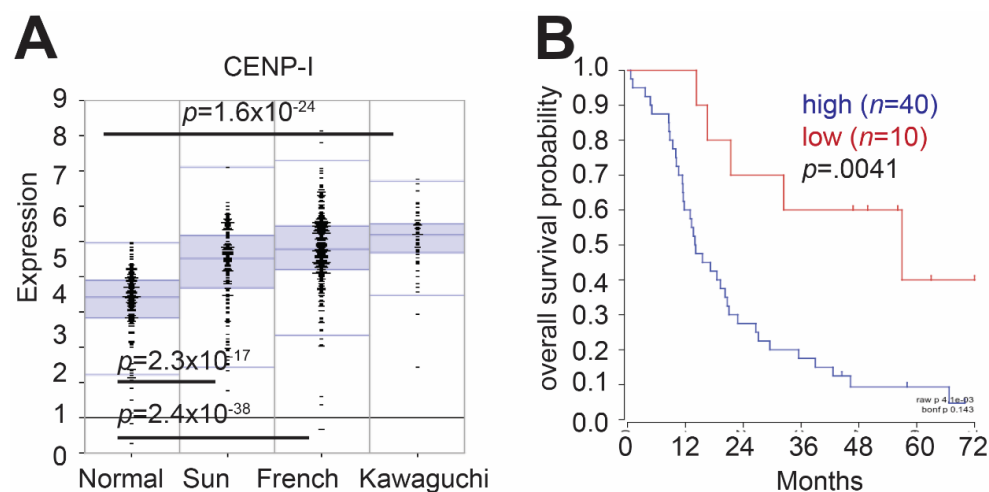 A
CENP-I
p=1.6x10-24
9
8
7
6
5
4
3
2
1
0
Expression
p=2.3x10-17
p=2.4x10-38
Normal Sun French Kawaguchi
B
overall survival probability
1.0
0.9
0.8
0.7
0.6
0.5
0.4
0.3
0.2
0.1
0.0
high (n=40)
low (n=10)
p=.0041
raw p 4.1e-03
bonf p 0.143
0 12 24 36 48 60 72
Months